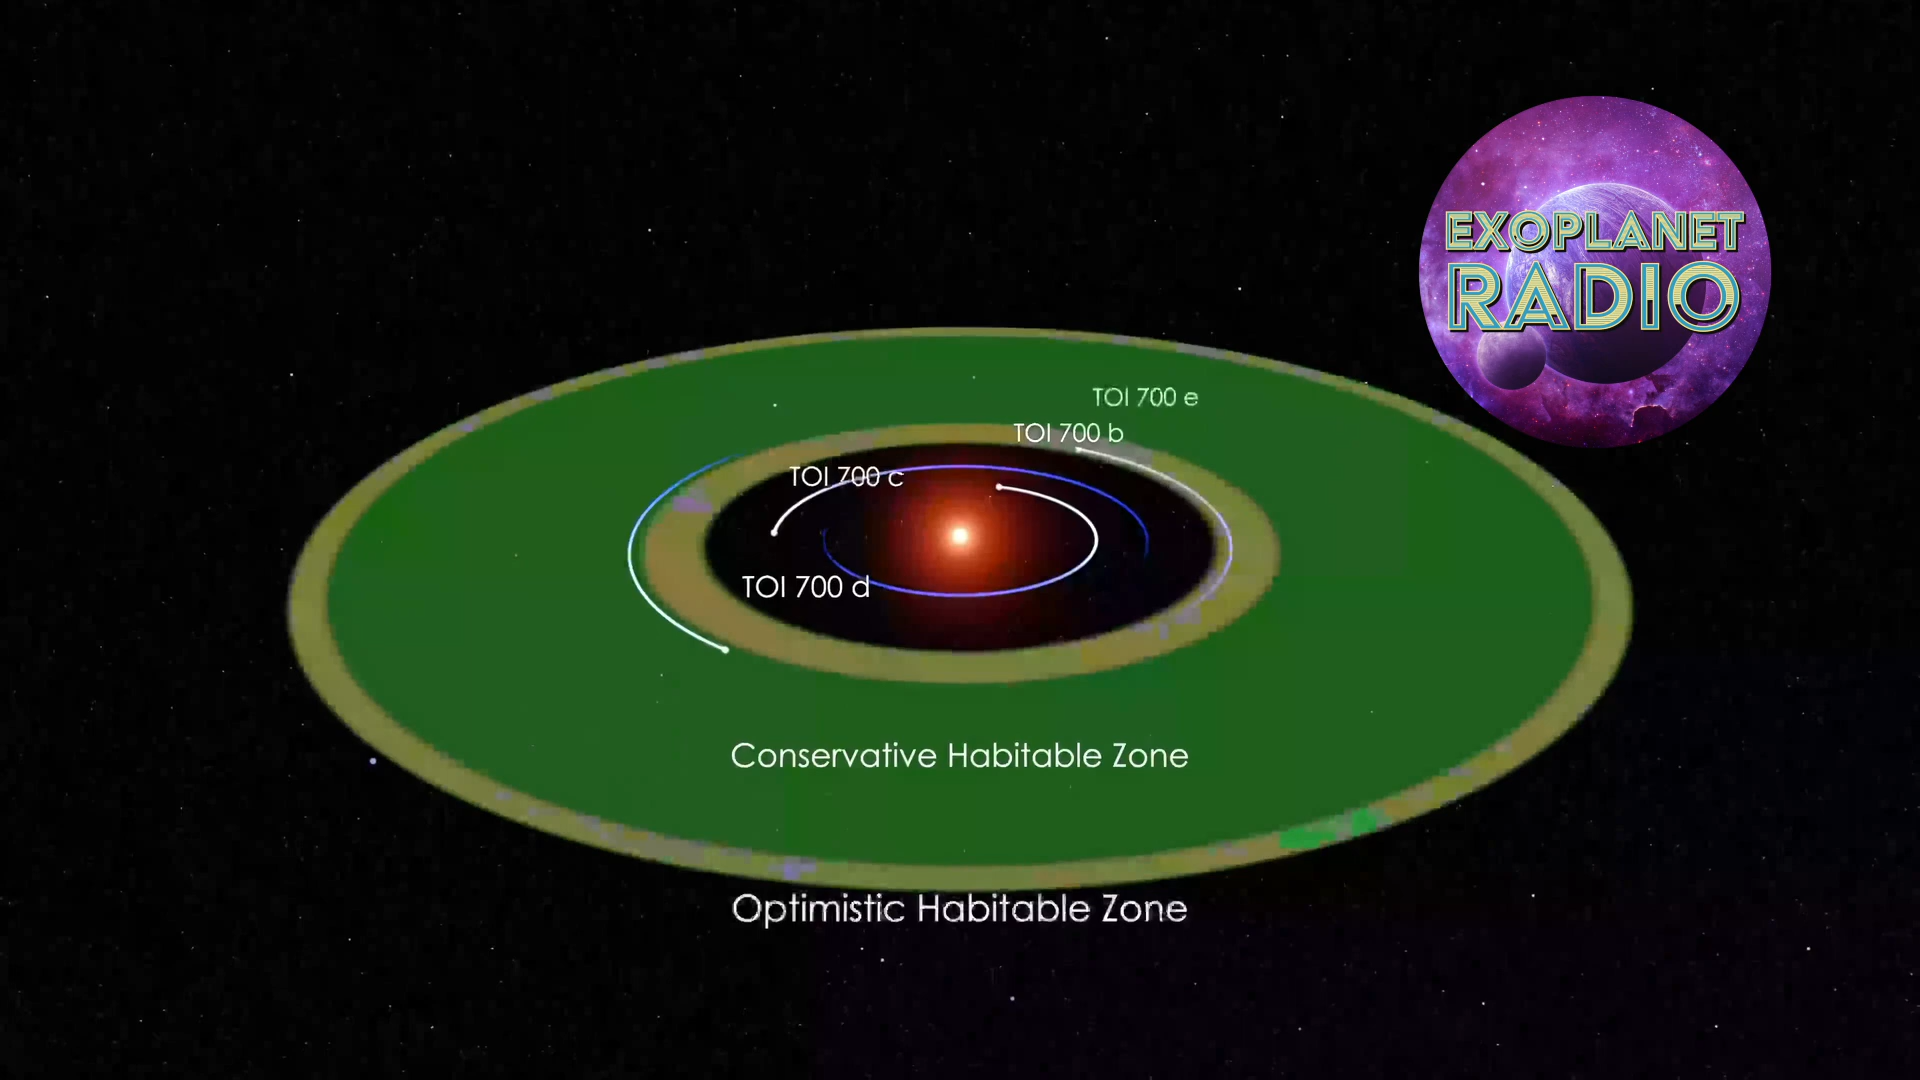 EXOPLANET
RADIO
TOI 700 e
TOI 700 b
TOI 700 c
TOI 700 d
Conservative Habitable Zone
Optimistic Habitable Zone